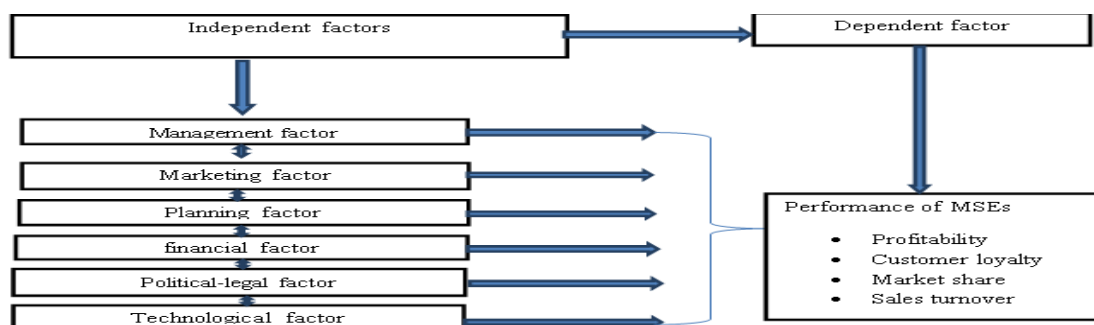 Independent factors
Dependent factor
Management factor
Marketing factor
Planning factor
financial factor
Political-legal factor
Technological factor
Performance of MSEs
• Profitability
• Customer loyalty
• Market share
• Sales turnover